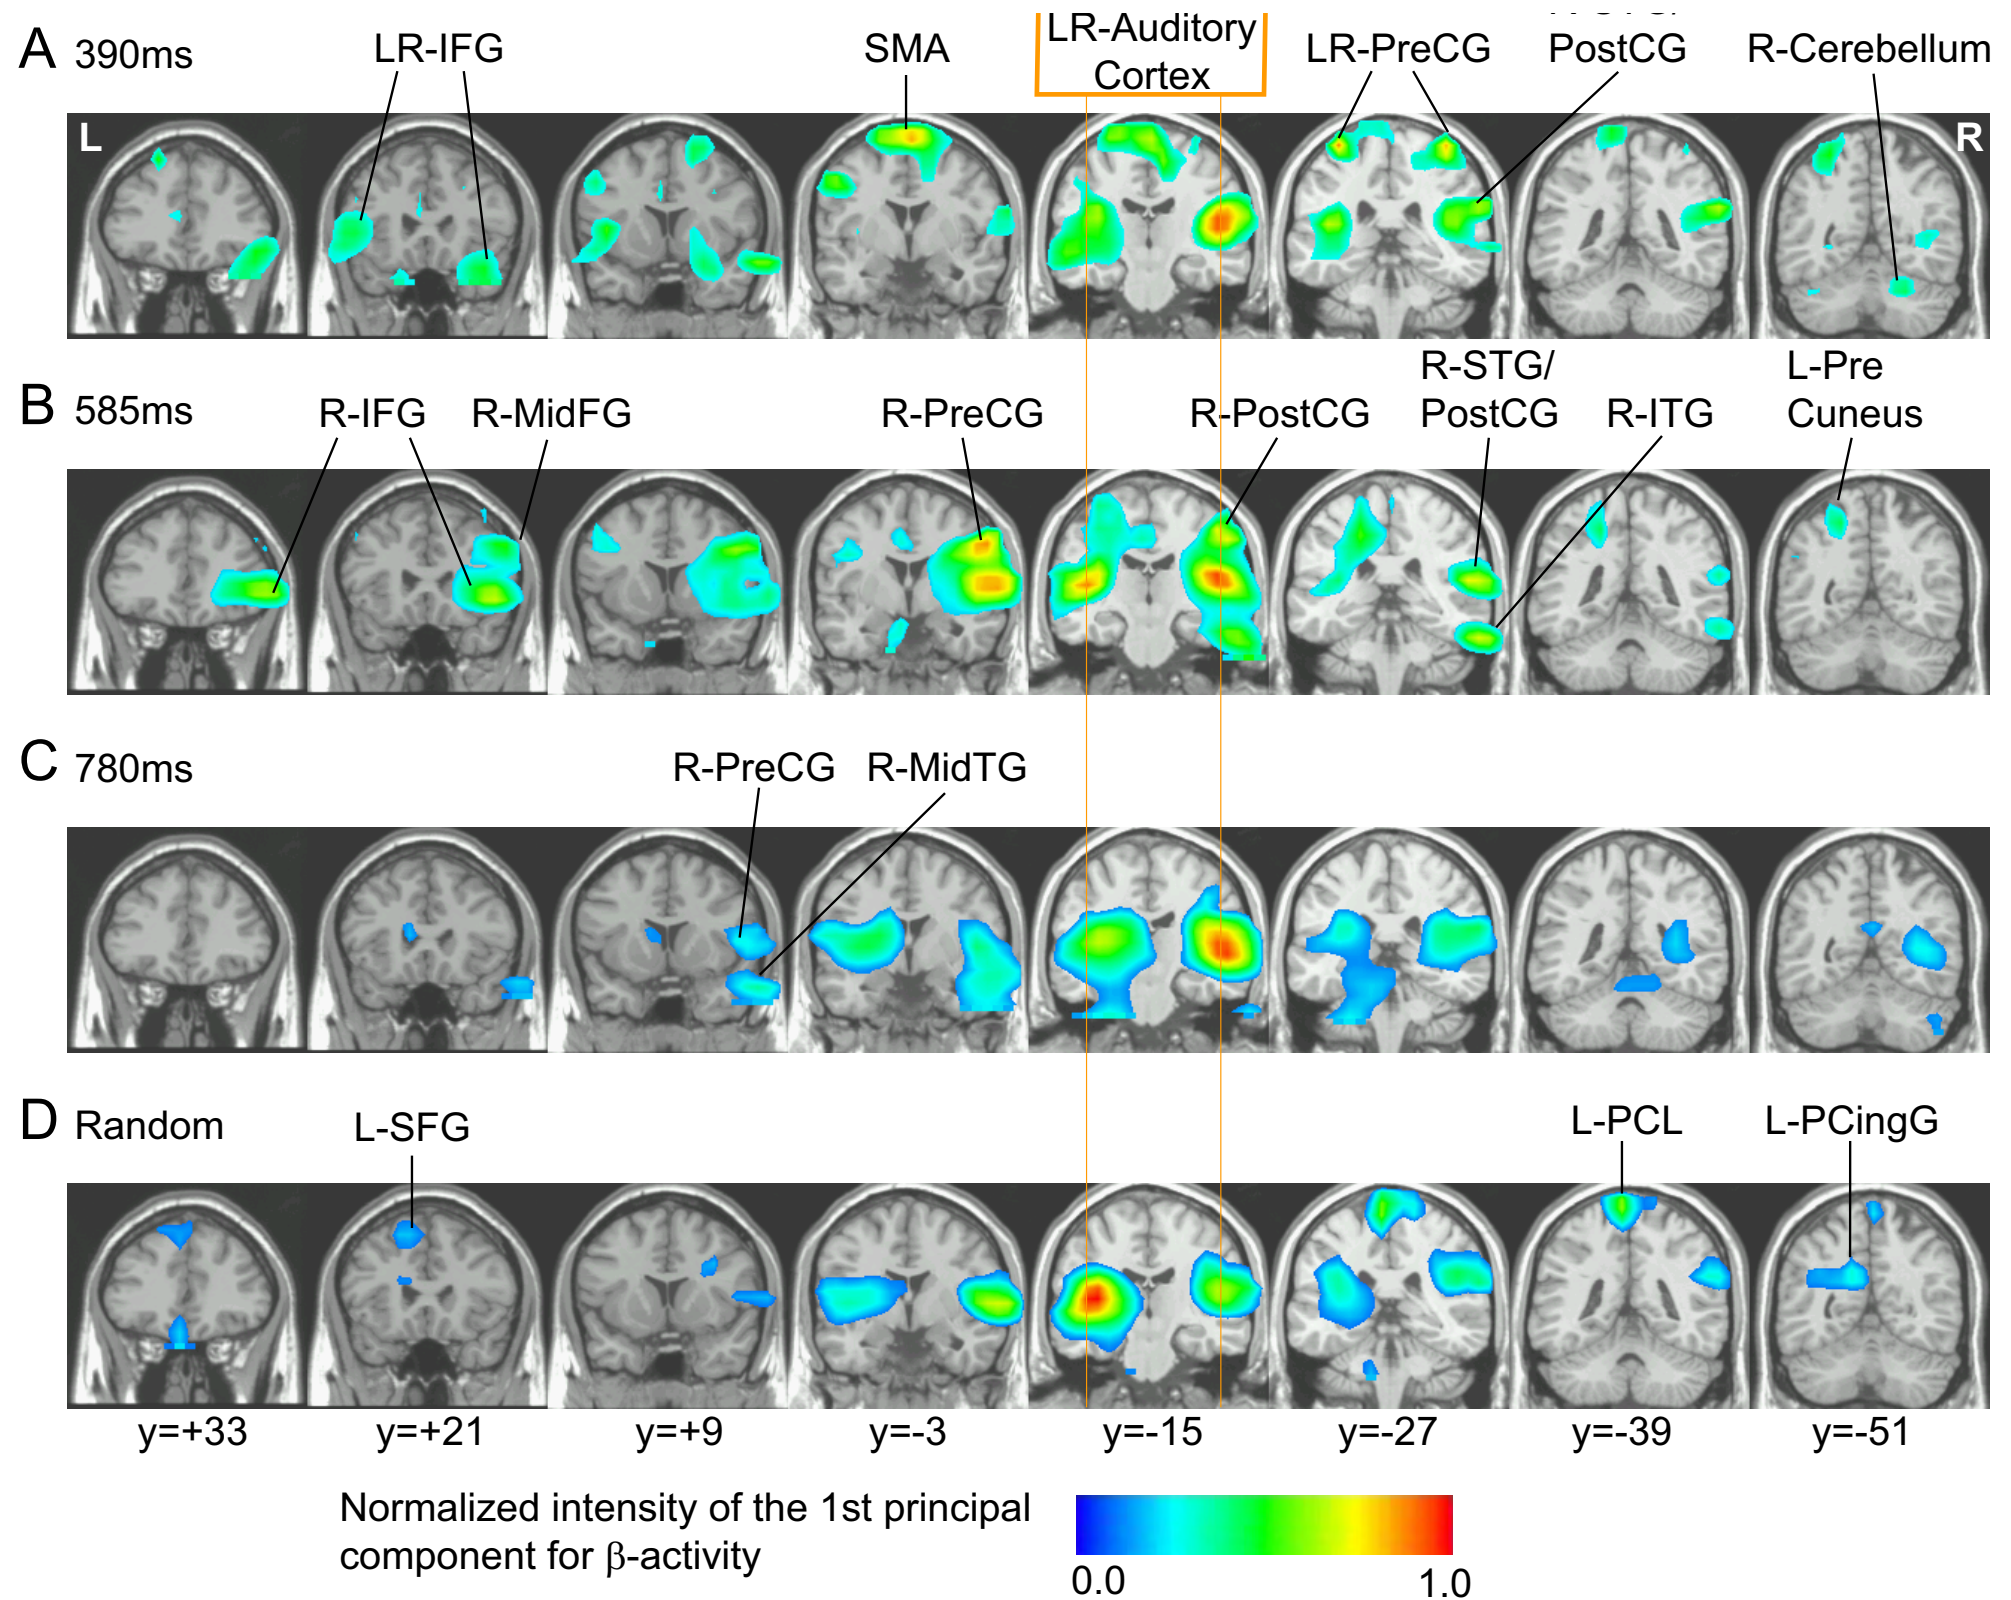 A 390ms
LR-IFG
SMA
LR-Auditory
Cortex
LR-PreCG
PostCG
R-Cerebellum
L
R
B 585ms
R-IFG
R-MidFG
R-PreCG
R-PostCG
R-STG/
PostCG
R-ITG
L-Pre
Cuneus
C 780ms
R-PreCG
R-MidTG
D Random
L-SFG
L-PCL
L-PCingG
y=+33
y=+21
y=+9
y=-3
y=-15
y=-27
y=-39
y=-51
Normalized intensity of the 1st principal
component for β-activity
0.0
1.0